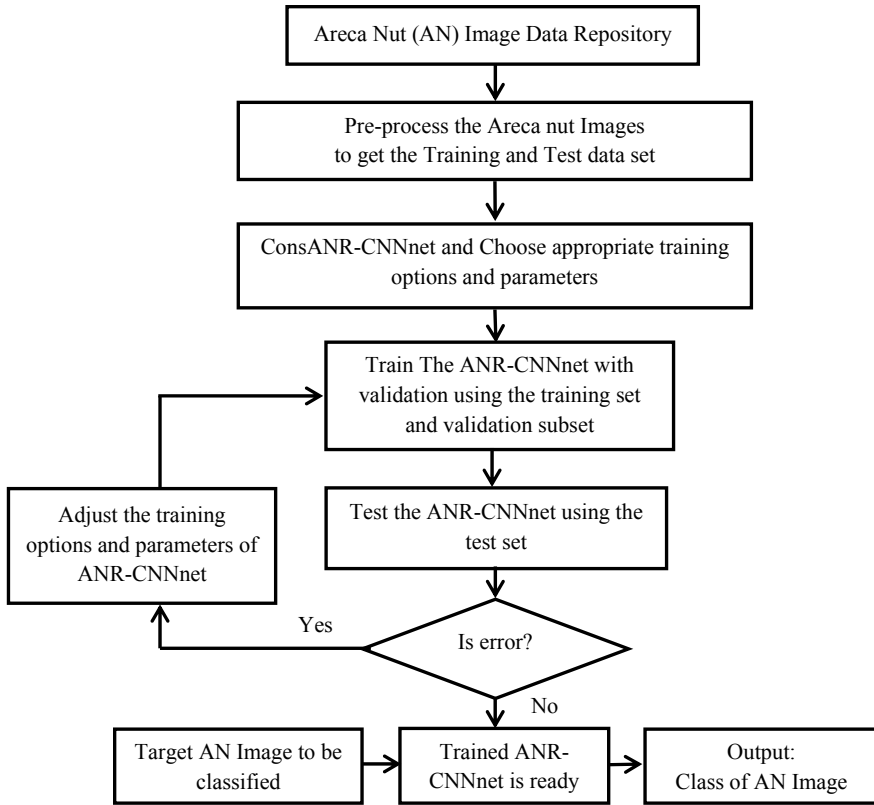 Areca Nut (AN) Image Data Repository
Pre-process the Areca nut Images
to get the Training and Test data set
ConsANR-CNNnet and Choose appropriate training
options and parameters
Train The ANR-CNNnet with
validation using the training set
and validation subset
Adjust the training
options and parameters of
ANR-CNNnet
Test the ANR-CNNnet using the
test set
Yes
Is error?
No
Target AN Image to be
classified
Trained ANR-
CNNnet is ready
Output:
Class of AN Image